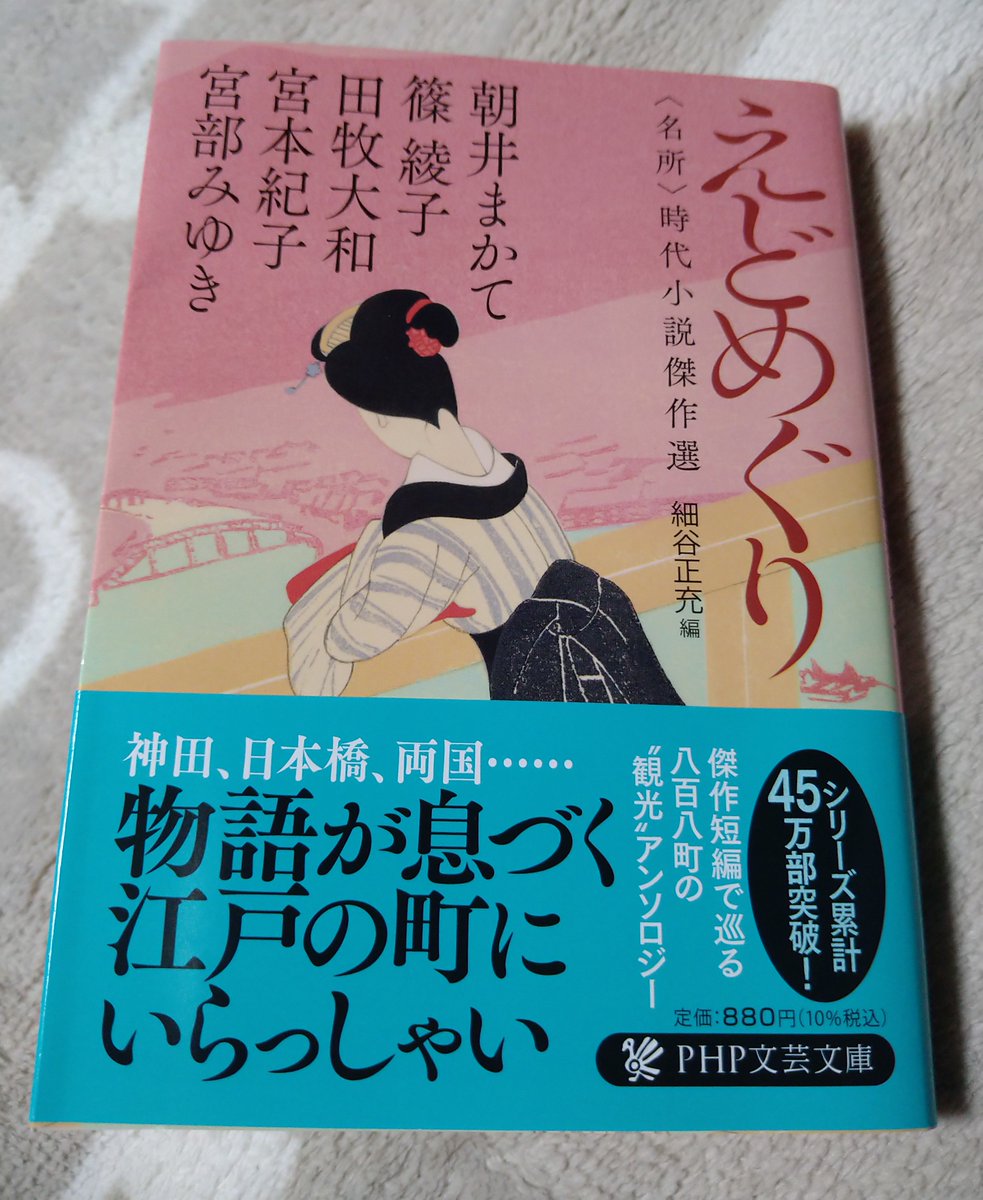 えどめぐり
〈名所〉時代小説傑作選
細谷正充 編
朝井まかて
篠 綾子
田牧大和
宮本紀子
宮部みゆき
シリーズ累計
45万部突破!
傑作短編で巡る
八百八町の
〝観光〟アンソロジー
神田、日本橋、両国……
物語が息づく
江戸の町に
いらっしゃい
定価:880円(10%税込)
PHP文芸文庫